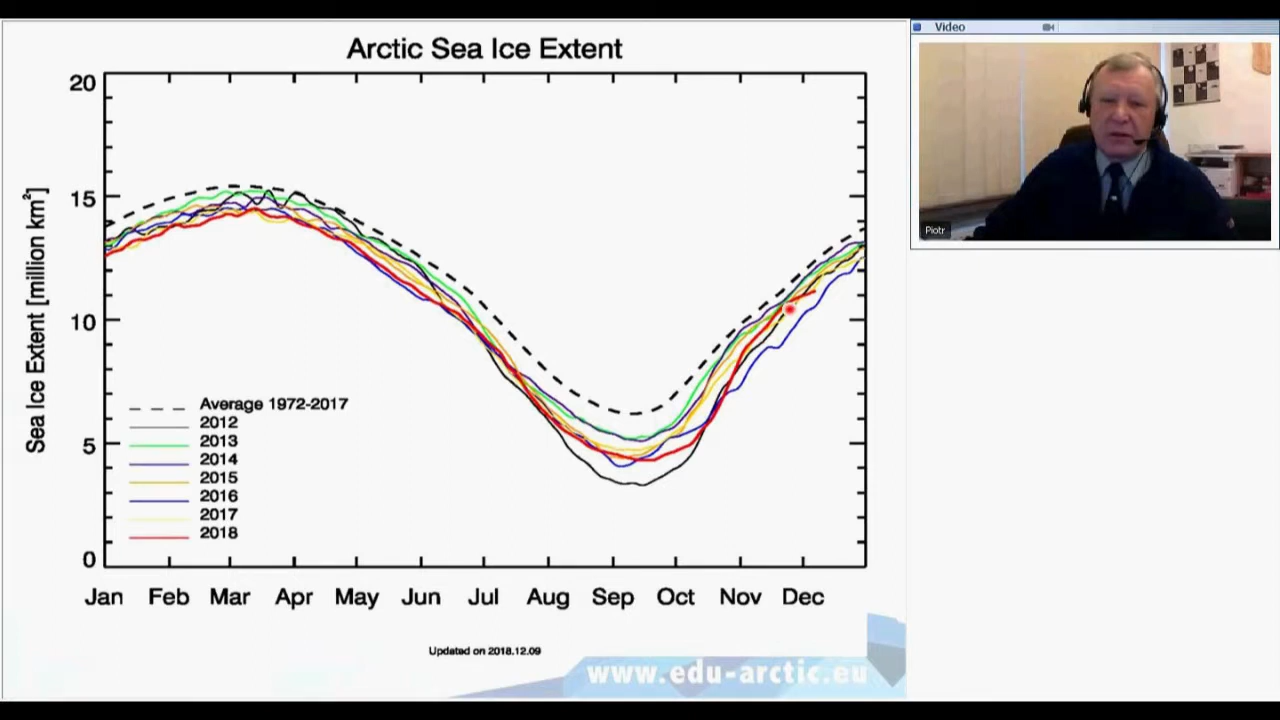 Arctic Sea Ice Extent
20
15
10
5
0
Sea Ice Extent [million km²]
Average 1972-2017
2012
2013
2014
2015
2016
2017
2018
Jan Feb Mar Apr May Jun Jul Aug Sep Oct Nov Dec
Updated on 2018.12.09
www.edu-arctic.eu
Video
Piotr